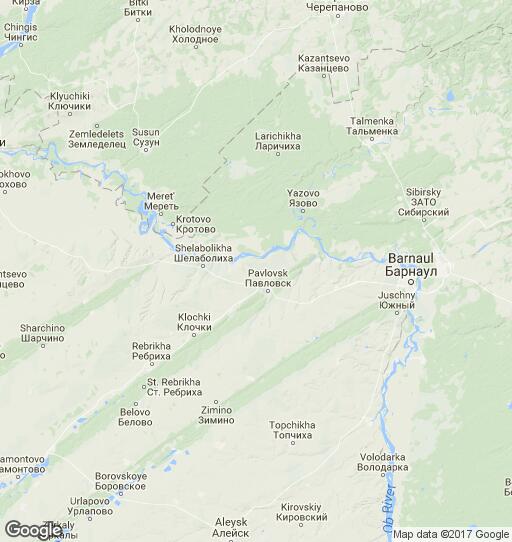 Кирза
Bitki
Битки
Черепаново
Chingis
Чингис
Kholodnoye
Холодное
Kazantsevo
Казанцево
Klyuchiki
Ключики
Zemledelets
Земледелец
Susun
Сузун
Larichikha
Ларичиха
Talmenka
Тальменка
Meret'
Мереть
Yazovo
Язово
Sibirsky
ЗАТО
Сибирский
Krotovo
Кротово
Shelabolikha
Шелаболиха
Barnaul
Барнаул
Pavlovsk
Павловск
Juschny
Южный
Klochki
Клочки
Sharchino
Шарчино
Rebrikha
Ребриха
St. Rebrikha
Ст. Ребриха
Belovo
Белово
Zimino
Зимино
Topchikha
Топчиха
Volodarka
Володарка
Borovskoye
Боровское
Urlapovo
Урлапово
Kirovskiy
Кировский
Aleysk
Алейск
Ob River
Google
Map data ©2017 Google